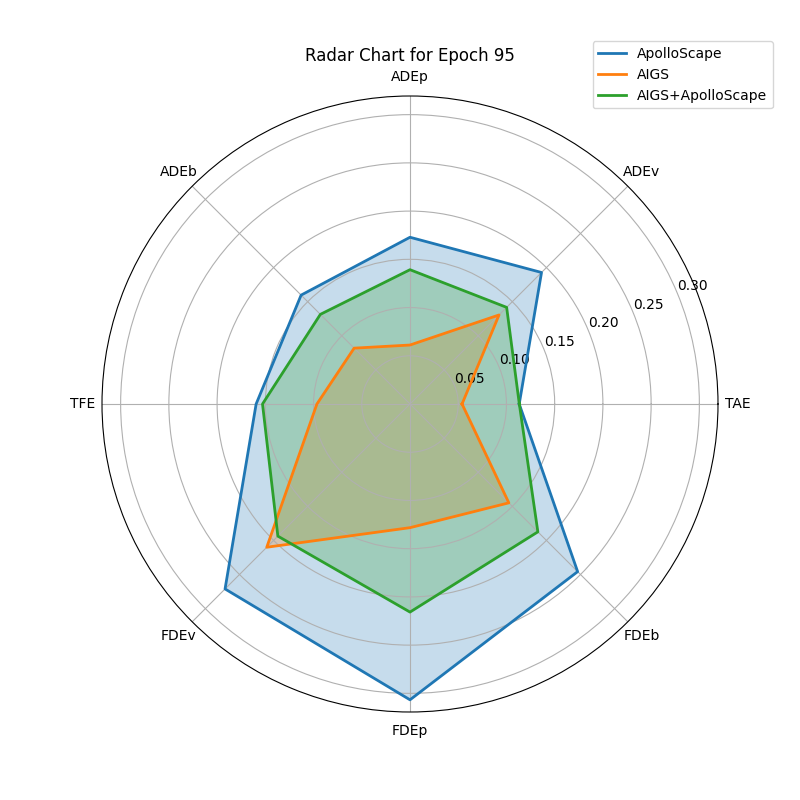 Radar Chart for Epoch 95
ApolloScape
AIGS
AIGS+ApolloScape
ADEp
ADEb
ADEv
0.30
0.25
0.20
0.15
0.10
0.05
TFE
TAE
FDEv
FDEb
FDEp